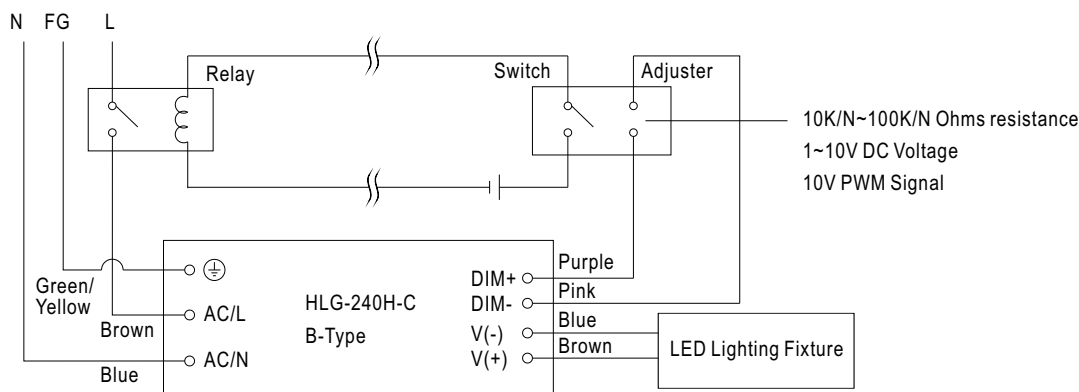 N FG L
Relay
Switch
Adjuster
10K/N~100K/N Ohms resistance
1~10V DC Voltage
10V PWM Signal
Green/
Yellow
Brown
Blue
AC/L
AC/N
HLG-240H-C
B-Type
DIM+
DIM-
V(-)
V(+)
Purple
Pink
Blue
Brown
LED Lighting Fixture